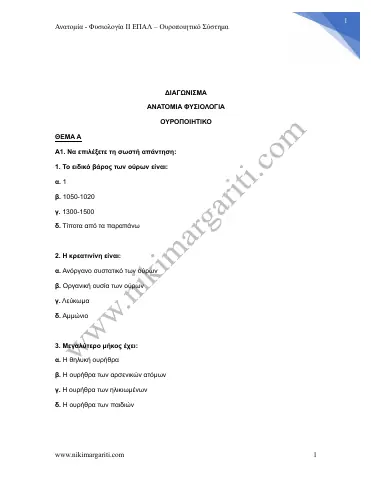 1
Ανατομία - Φυσιολογία ΙΙ ΕΠΑΛ – Ουροποιητικό Σύστημα
ΔΙΑΓΩΝΙΣΜΑ
ΑΝΑΤΟΜΙΑ ΦΥΣΙΟΛΟΓΙΑ
ΟΥΡΟΠΟΙΗΤΙΚΟ
ΘΕΜΑ Α
Α1. Να επιλέξετε τη σωστή απάντηση:
1. Το ειδικό βάρος των ούρων είναι:
α. 1
β. 1050-1020
γ. 1300-1500
δ. Τίποτα από τα παραπάνω
2. Η κρεατινίνη είναι:
α. Ανόργανο συστατικό των ούρων
β. Οργανική ουσία των ούρων
γ. Λεύκωμα
δ. Αμμώνιο
3. Μεγαλύτερο μήκος έχει:
α. Η θηλυκή ουρήθρα
β. Η ουρήθρα των αρσενικών ατόμων
γ. Η ουρήθρα των ηλικιωμένων
δ. Η ουρήθρα των παιδιών
www.nikimargariti.com
www.nikimargariti.com 1